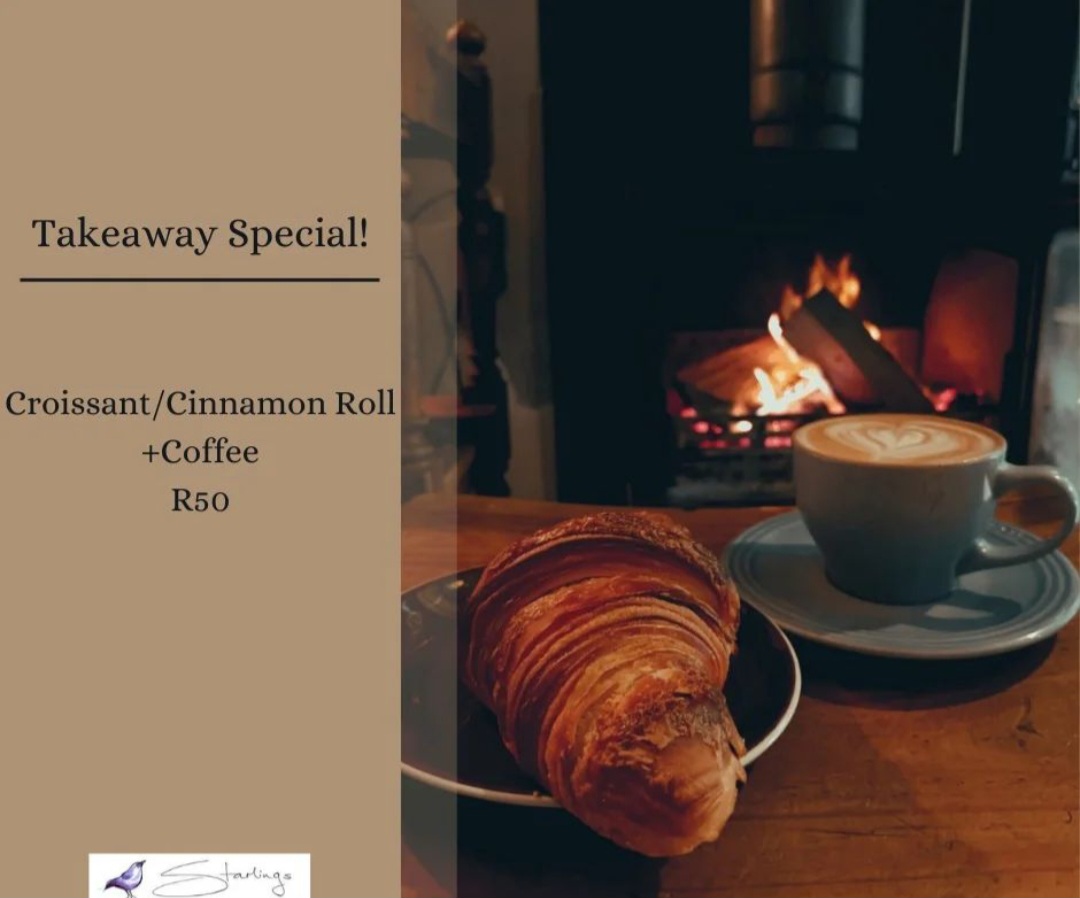 Takeaway Special!
Croissant/Cinnamon Roll
+Coffee
R50
Starlings